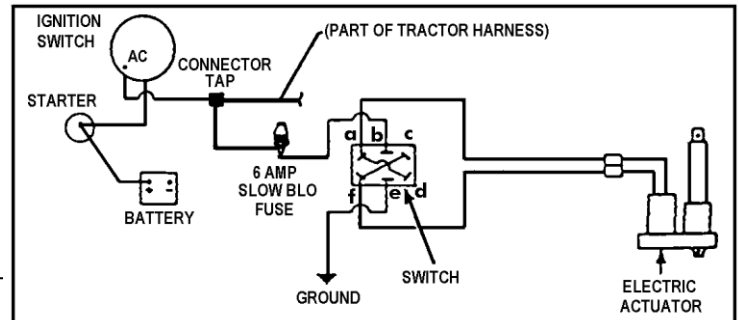 IGNITION
SWITCH
AC
(PART OF TRACTOR HARNESS)
CONNECTOR
TAP
STARTER
a b c
6 AMP
SLOW BLO
FUSE
f e d
BATTERY
SWITCH
GROUND
ELECTRIC
ACTUATOR